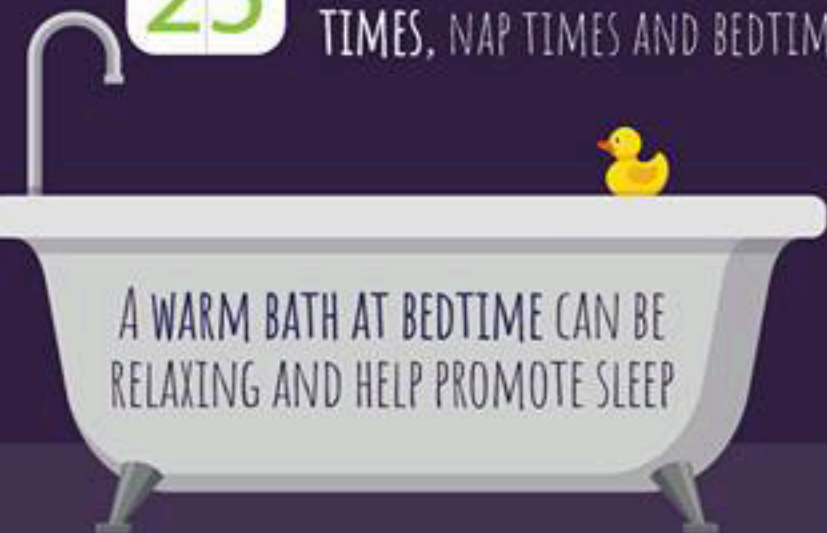 TIMES, NAP TIMES AND BEDTIM
A WARM BATH AT BEDTIME CAN BE
RELAXING AND HELP PROMOTE SLEEP